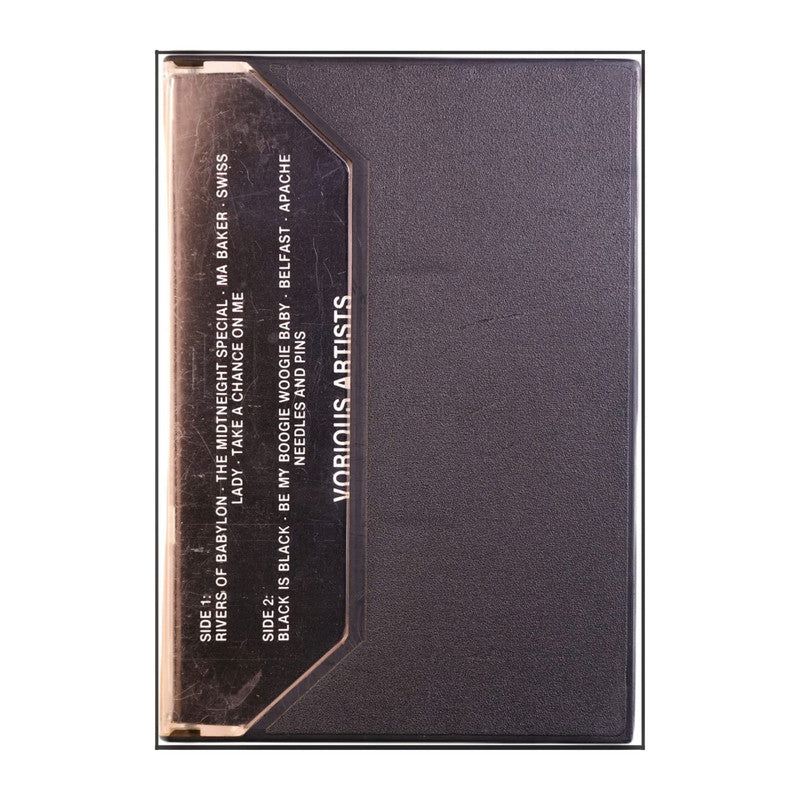 SIDE 1:
RIVERS OF BABYLON · THE MIDTNEIGHT SPECIAL · MA BAKER · SWISS
LADY · TAKE A CHANCE ON ME
SIDE 2:
BLACK IS BLACK · BE MY BOOGIE WOOGIE BABY · BELFAST · APACHE
NEEDLES AND PINS
VORIOUS ARTISTS